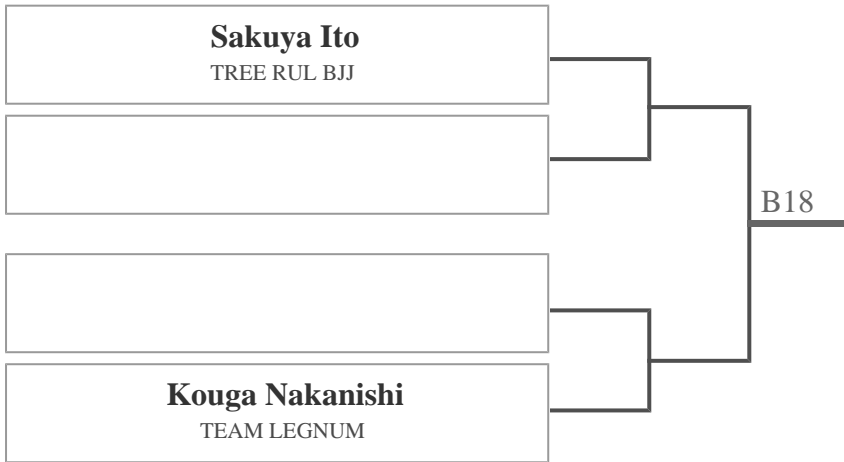 Sakuya Ito
TREE RUL BJJ
B18
Kouga Nakanishi
TEAM LEGNUM